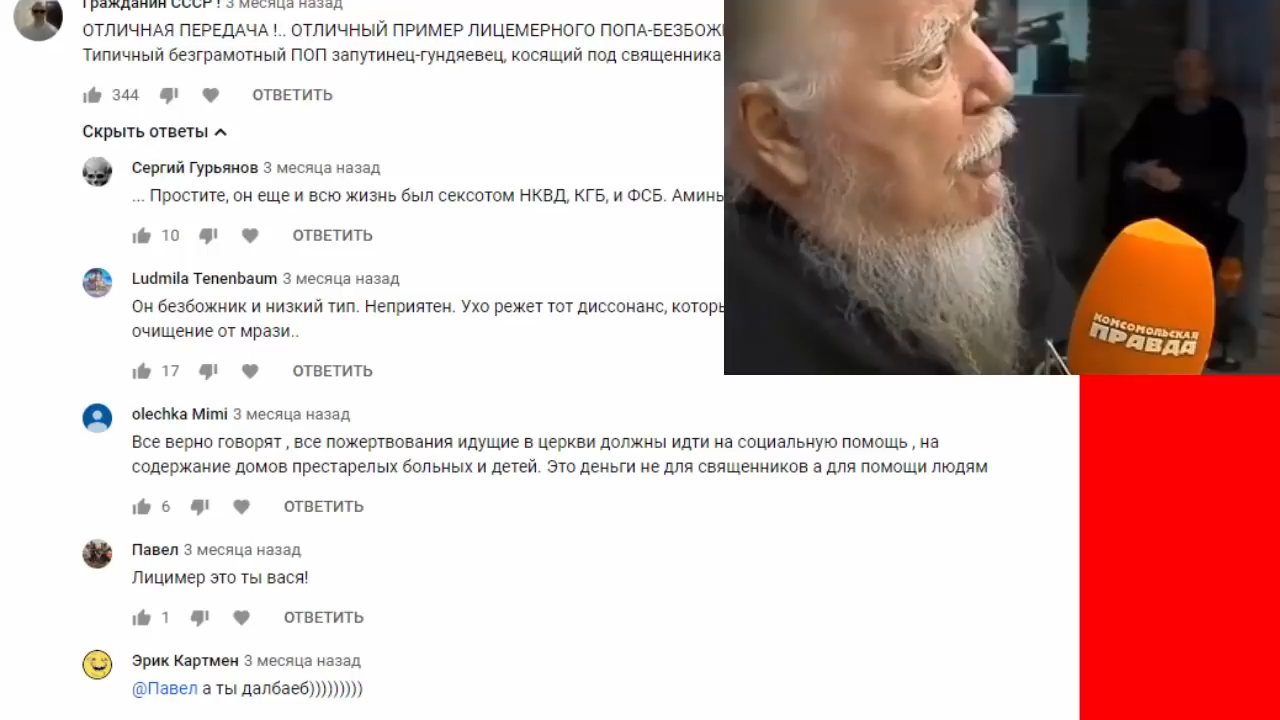 Гражданин СССР ! 3 месяца назад
ОТЛИЧНАЯ ПЕРЕДАЧА !.. ОТЛИЧНЫЙ ПРИМЕР ЛИЦЕМЕРНОГО
Типичный безграмотный ПОП запутинец-гундяевец, косящий под священника
344 ОТВЕТИТЬ
Скрыть ответы
Сергий Гурьянов 3 месяца назад
... Простите, он еще и всю жизнь был сексотом НКВД, КГБ, и ФСБ.
10 ОТВЕТИТЬ
Ludmila Tenenbaum 3 месяца назад
Он безбожник и низкий тип. Неприятен. Ухо режет тот диссонанс,
очищение от мрази..
17 ОТВЕТИТЬ
olechka Mimi 3 месяца назад
Все верно говорят , все пожертвования идущие в церкви должны идти на социальную помощь , на
содержание домов престарелых больных и детей. Это деньги не для священников а для помощи людям
6 ОТВЕТИТЬ
Павел 3 месяца назад
Лицимер это ты вася!
1 ОТВЕТИТЬ
Эрик Картмен 3 месяца назад
@Павел а ты далбаеб)))))))))
КОМСОМОЛЬСКАЯ
ПРАВДА